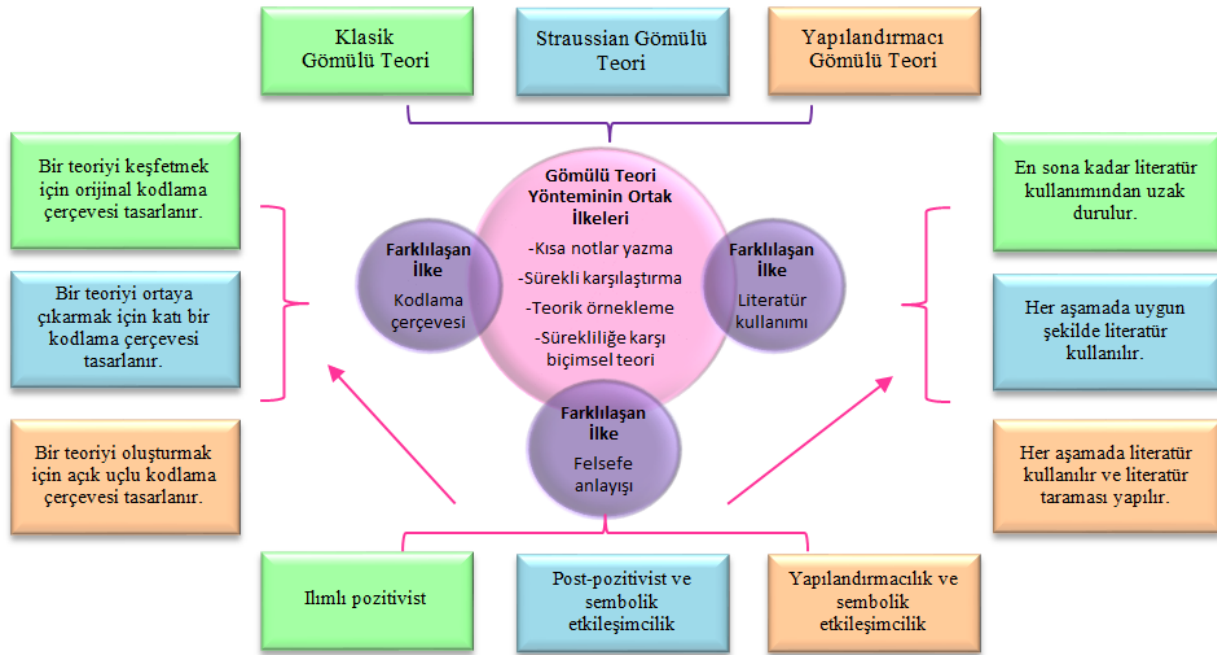 Klasik
Gömülü Teori
Straussian Gömülü
Teori
Yapılandırmacı
Gömülü Teori
Bir teoriyi keşfetmek
için orijinal kodlama
çerçevesi tasarlanır.
Bir teoriyi ortaya
çıkarmak için katı bir
kodlama çerçevesi
tasarlanır.
Bir teoriyi oluşturmak
için açık uçlu kodlama
çerçevesi tasarlanır.
Farklılaşan
İlke
Kodlama
çerçevesi
Gömülü Teori
Yönteminin Ortak
İlkeleri
-Kısa notlar yazma
-Sürekli karşılaştırma
-Teorik örnekleme
-Sürekliliğe karşı
biçimsel teori
Farklılaşan
İlke
Literatür
kullanımı
Farklılaşan
İlke
Felsefe
anlayışı
En sona kadar literatür
kullanımından uzak
durulur.
Her aşamada uygun
şekilde literatür
kullanılır.
Her aşamada literatür
kullanılır ve literatür
taraması yapılır.
Ilımlı pozitivist
Post-pozitivist ve
sembolik
etkileşimcilik
Yapılandırmacılık ve
sembolik
etkileşimcilik